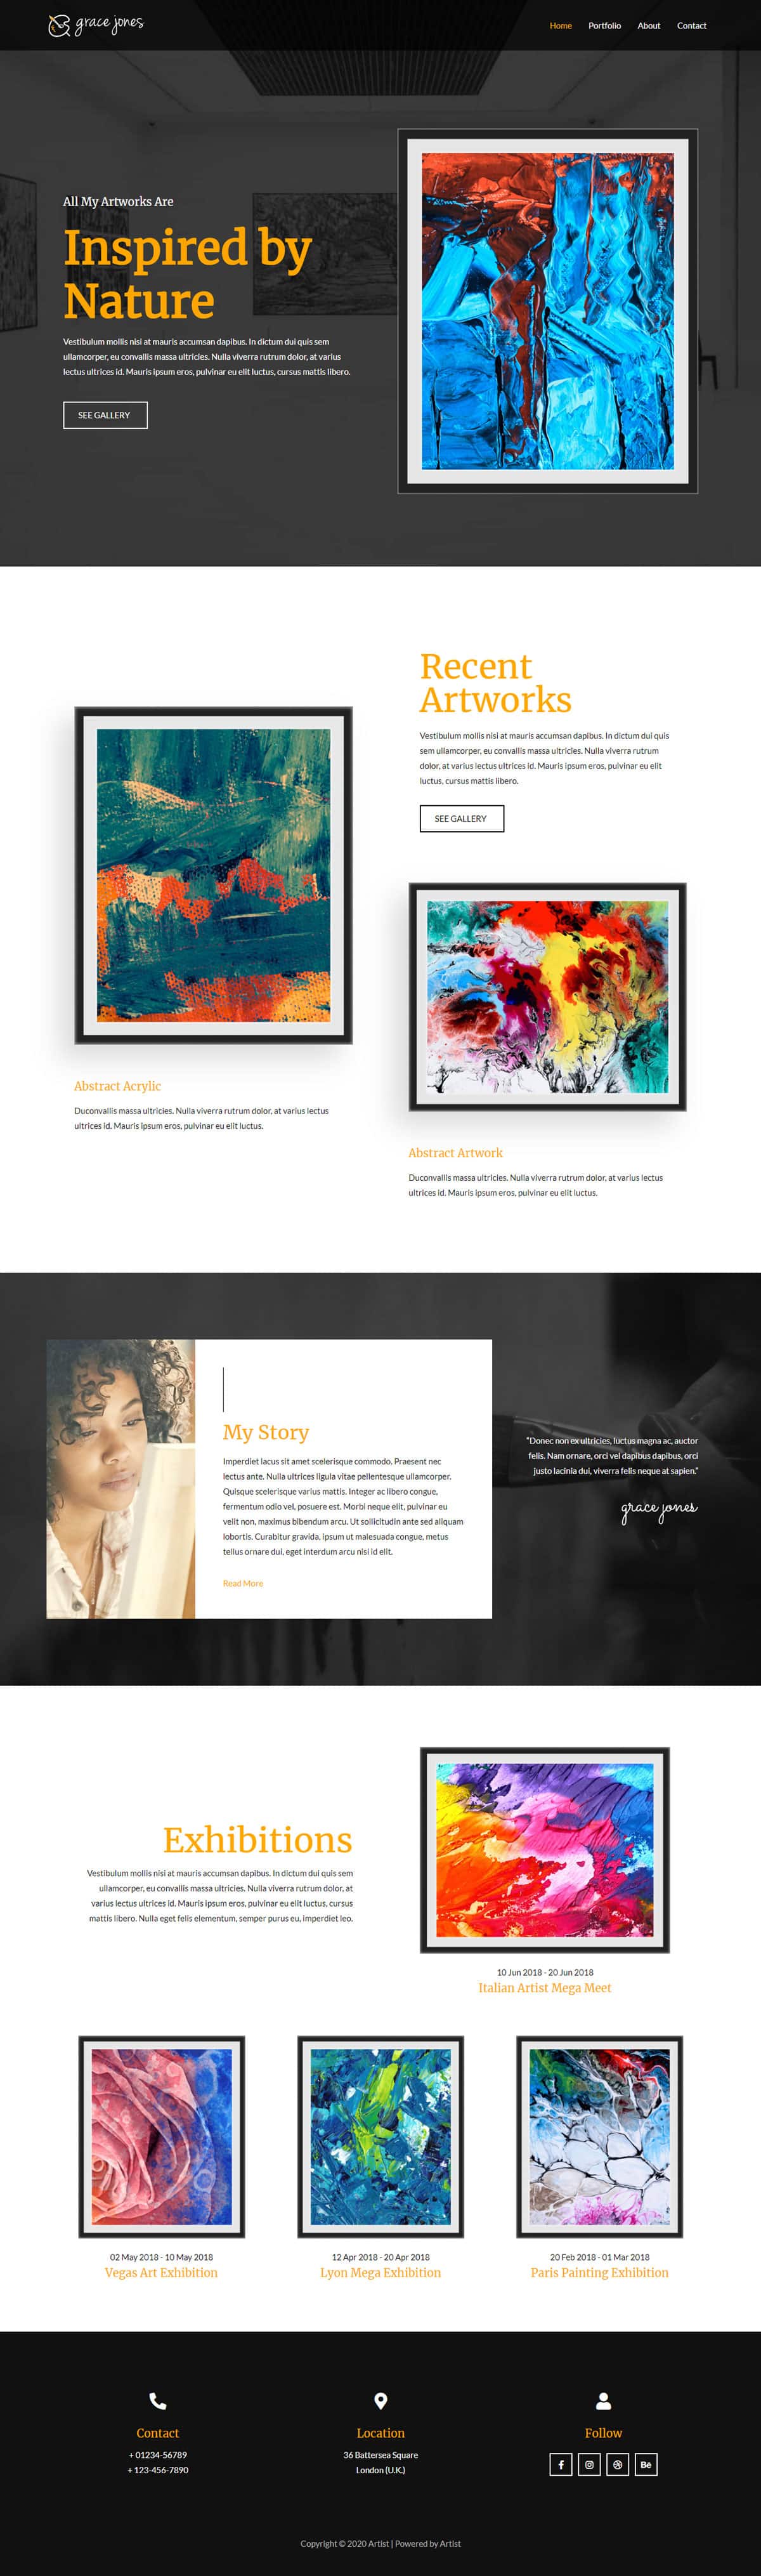 grace jones
Home
Portfolio
About
Contact
All My Artworks Are
Inspired by
Nature
Vestibulum mollis nisi at mauris accumsan dapibus. In dictum dui quis sem
ullamcorper, eu convallis massa ultricies. Nulla viverra rutrum dolor, at varius
lectus ultrices id. Mauris ipsum eros, pulvinar eu elit luctus, cursus mattis libero.
SEE GALLERY
Recent
Artworks
Vestibulum mollis nisi at mauris accumsan dapibus. In dictum dui quis
sem ullamcorper, eu convallis massa ultricies. Nulla viverra rutrum
dolor, at varius lectus ultrices id. Mauris ipsum eros, pulvinar eu elit
luctus, cursus mattis libero.
SEE GALLERY
Abstract Acrylic
Duconvallis massa ultricies. Nulla viverra rutrum dolor, at varius lectus
ultrices id. Mauris ipsum eros, pulvinar eu elit luctus.
Abstract Artwork
Duconvallis massa ultricies. Nulla viverra rutrum dolor, at varius lectus
ultrices id. Mauris ipsum eros, pulvinar eu elit luctus.
My Story
Imperdiet lacus sit amet scelerisque commodo. Praesent nec
lectus ante. Nulla ultrices ligula vitae pellentesque ullamcorper.
Quisque scelerisque varius mattis. Integer ac libero congue,
fermentum odio vel, posuere est. Morbi neque elit, pulvinar eu
velit non, maximus bibendum arcu. Ut sollicitudin ante sed aliquam
lobortis. Curabitur gravida, ipsum ut malesuada congue, metus
tellus ornare dui, eget interdum arcu nisi id elit.
Read More
“Donec non ex ultricies, luctus magna ac, auctor
felis. Nam ornare, orci vel dapibus dapibus, orci
justo lacinia dui, viverra felis neque at sapien.”
grace jones
Exhibitions
Vestibulum mollis nisi at mauris accumsan dapibus. In dictum dui quis sem
ullamcorper, eu convallis massa ultricies. Nulla viverra rutrum dolor, at
varius lectus ultrices id. Mauris ipsum eros, pulvinar eu elit luctus, cursus
mattis libero. Nulla eget felis elementum, semper purus eu, imperdiet leo.
10 Jun 2018 - 20 Jun 2018
Italian Artist Mega Meet
02 May 2018 - 10 May 2018
Vegas Art Exhibition
12 Apr 2018 - 20 Apr 2018
Lyon Mega Exhibition
20 Feb 2018 - 01 Mar 2018
Paris Painting Exhibition
Contact
+ 01234-56789
+ 123-456-7890
Location
36 Battersea Square
London (U.K.)
Follow
Copyright © 2020 Artist | Powered by Artist